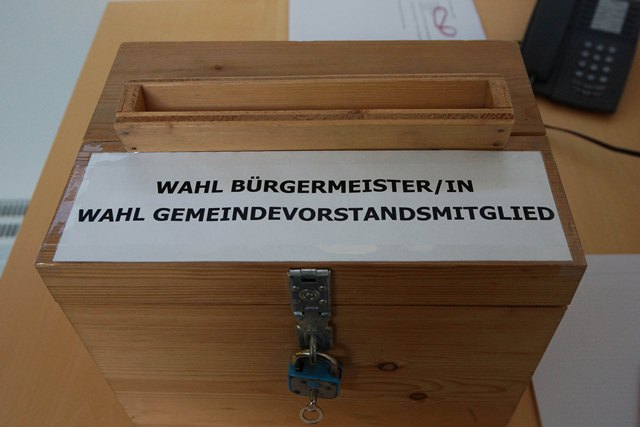 WAHL BÜRGERMEISTER/IN
WAHL GEMEINDEVORSTANDSMITGLIED